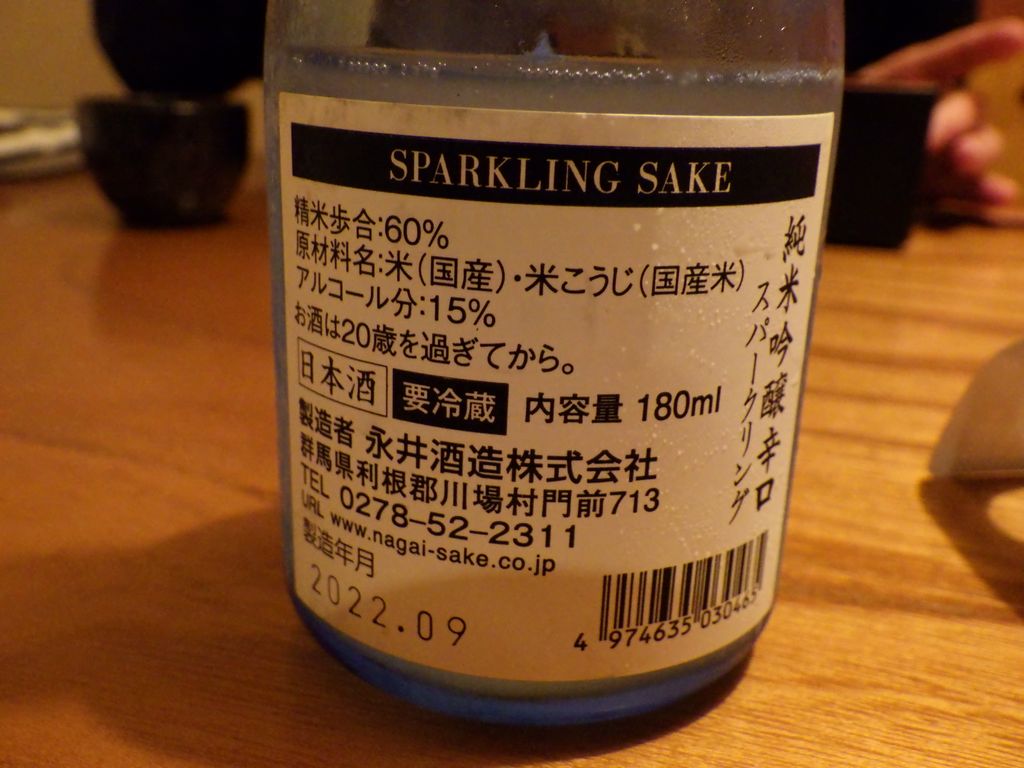 SPARKLING SAKE
純米吟醸辛口
スパークリング
精米歩合:60%
原材料名:米(国産)・米こうじ(国産米)
アルコール分:15%
お酒は20歳を過ぎてから。
日本酒 要冷蔵 内容量 180ml
製造者 永井酒造株式会社
群馬県利根郡川場村門前713
TEL 0278-52-2311
URL www.nagai-sake.co.jp
製造年月
2022.09
4 974635 030465